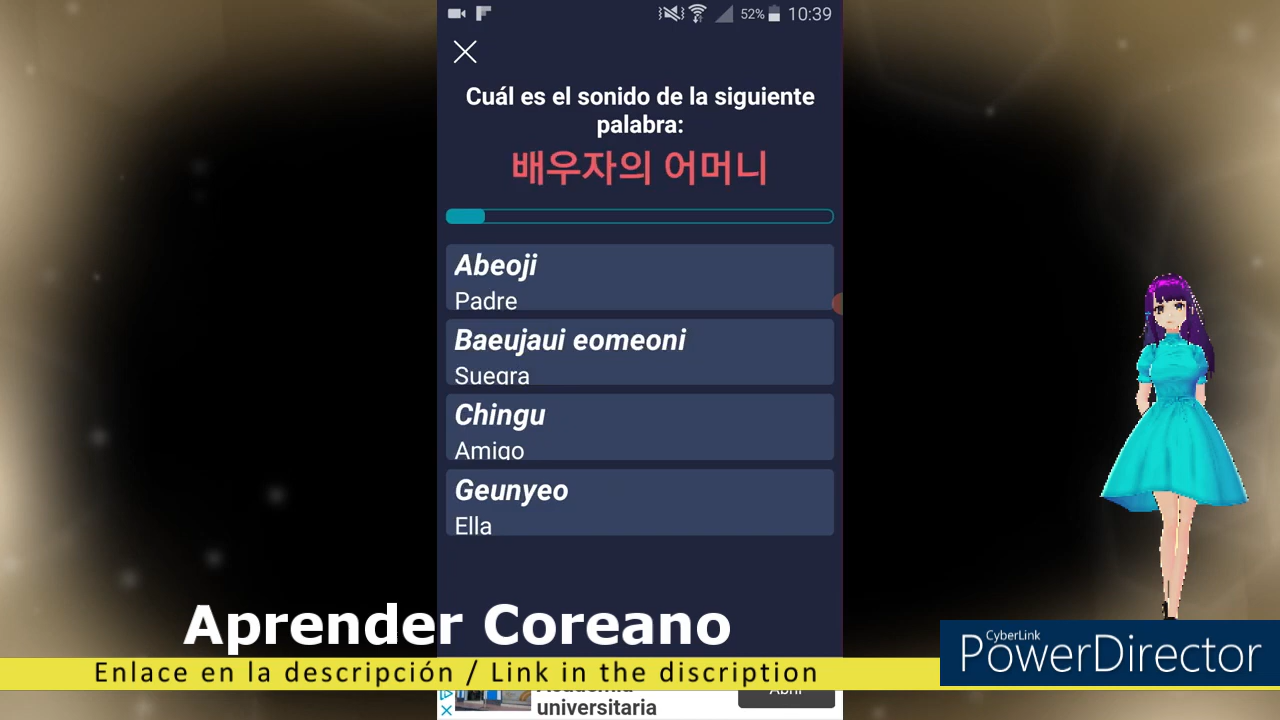 52% 10:39
Cuál es el sonido de la siguiente
palabra:
배우자의 어머니
Abeoji
Padre
Baeujaui eomeoni
Suegra
Chingu
Amigo
Geunyeo
Ella
Aprender Coreano
Enlace en la descripción / Link in the discription
CyberLink
PowerDirector
Academia
universitaria
Abrir